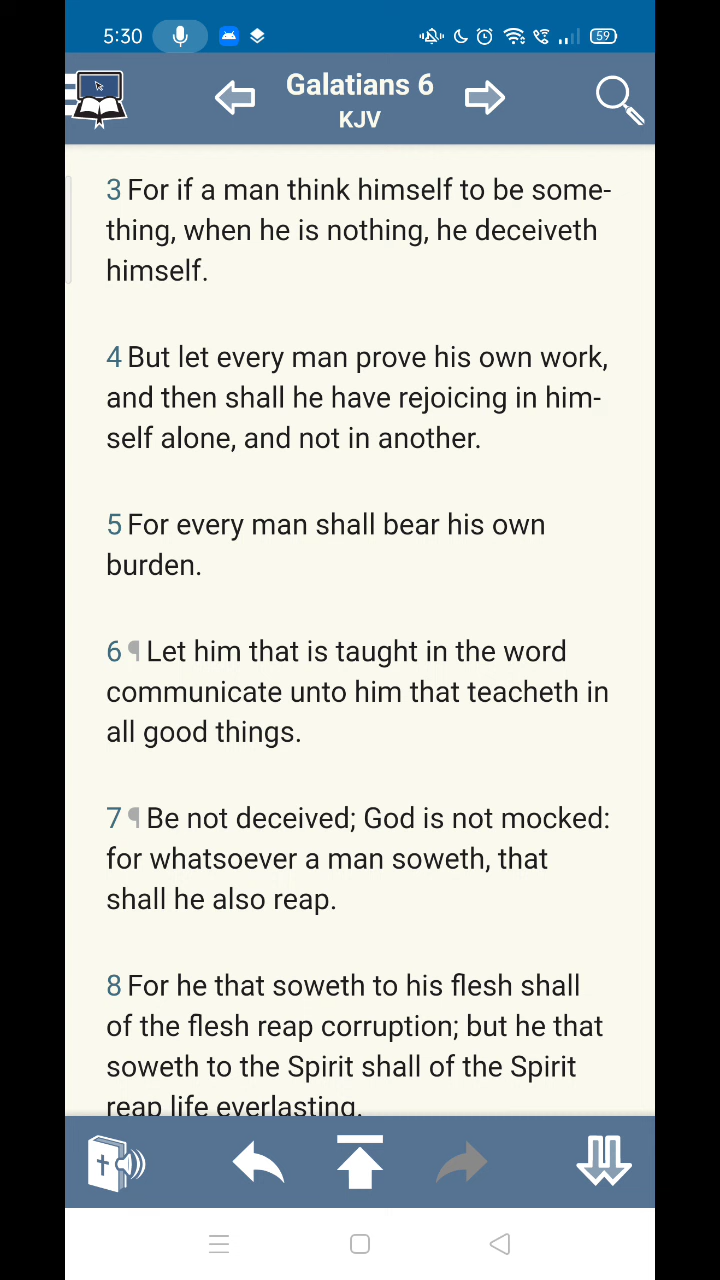 5:30
59
Galatians 6
KJV
3 For if a man think himself to be some-
thing, when he is nothing, he deceiveth
himself.
4 But let every man prove his own work,
and then shall he have rejoicing in him-
self alone, and not in another.
5 For every man shall bear his own
burden.
6 ¶ Let him that is taught in the word
communicate unto him that teacheth in
all good things.
7 ¶ Be not deceived; God is not mocked:
for whatsoever a man soweth, that
shall he also reap.
8 For he that soweth to his flesh shall
of the flesh reap corruption; but he that
soweth to the Spirit shall of the Spirit
reap life everlasting.